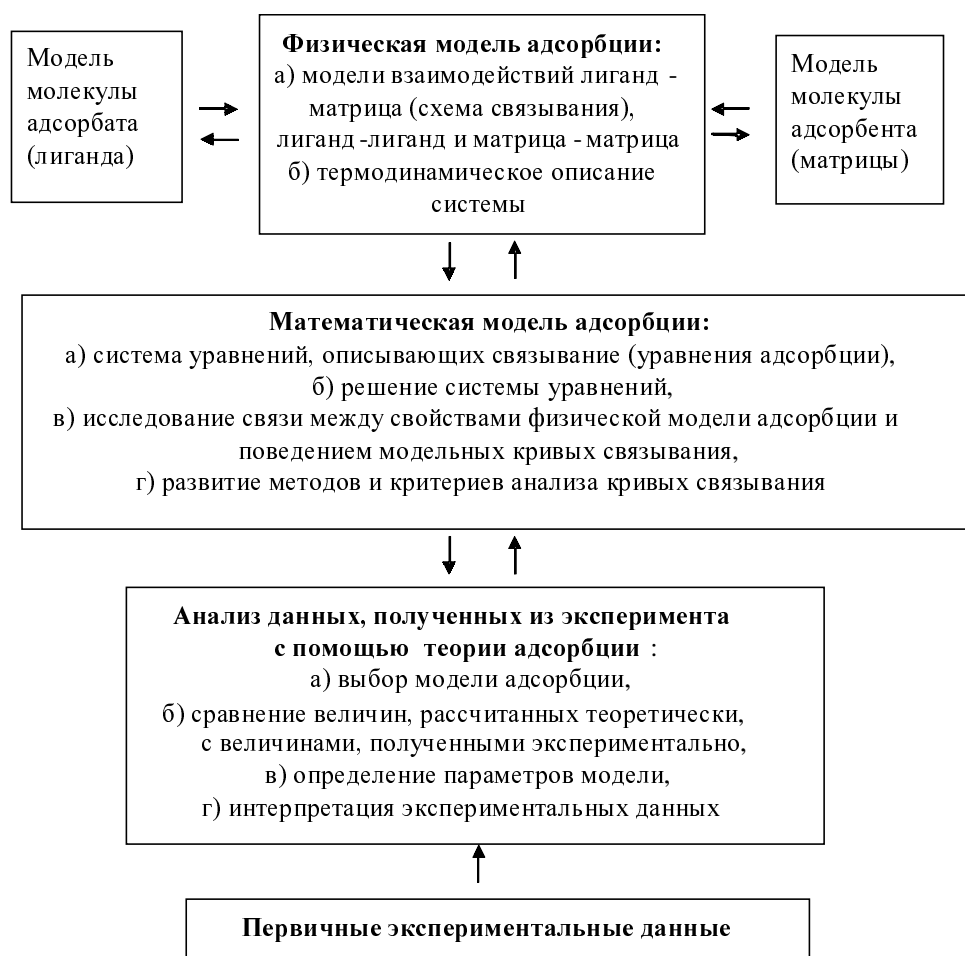 Модель
молекулы
адсорбата
(лиганда)
Физическая модель адсорбции:
а) модели взаимодействий лиганд -
матрица (схема связывания),
лиганд -лиганд и матрица - матрица
б) термодинамическое описание
системы
Модель
молекулы
адсорбента
(матрицы)
Математическая модель адсорбции:
а) система уравнений, описывающих связывание (уравнения адсорбции),
б) решение системы уравнений,
в) исследование связи между свойствами физической модели адсорбции и
поведением модельных кривых связывания,
г) развитие методов и критериев анализа кривых связывания
Анализ данных, полученных из эксперимента
с помощью теории адсорбции :
а) выбор модели адсорбции,
б) сравнение величин, рассчитанных теоретически,
с величинами, полученными экспериментально,
в) определение параметров модели,
г) интерпретация экспериментальных данных
Первичные экспериментальные данные